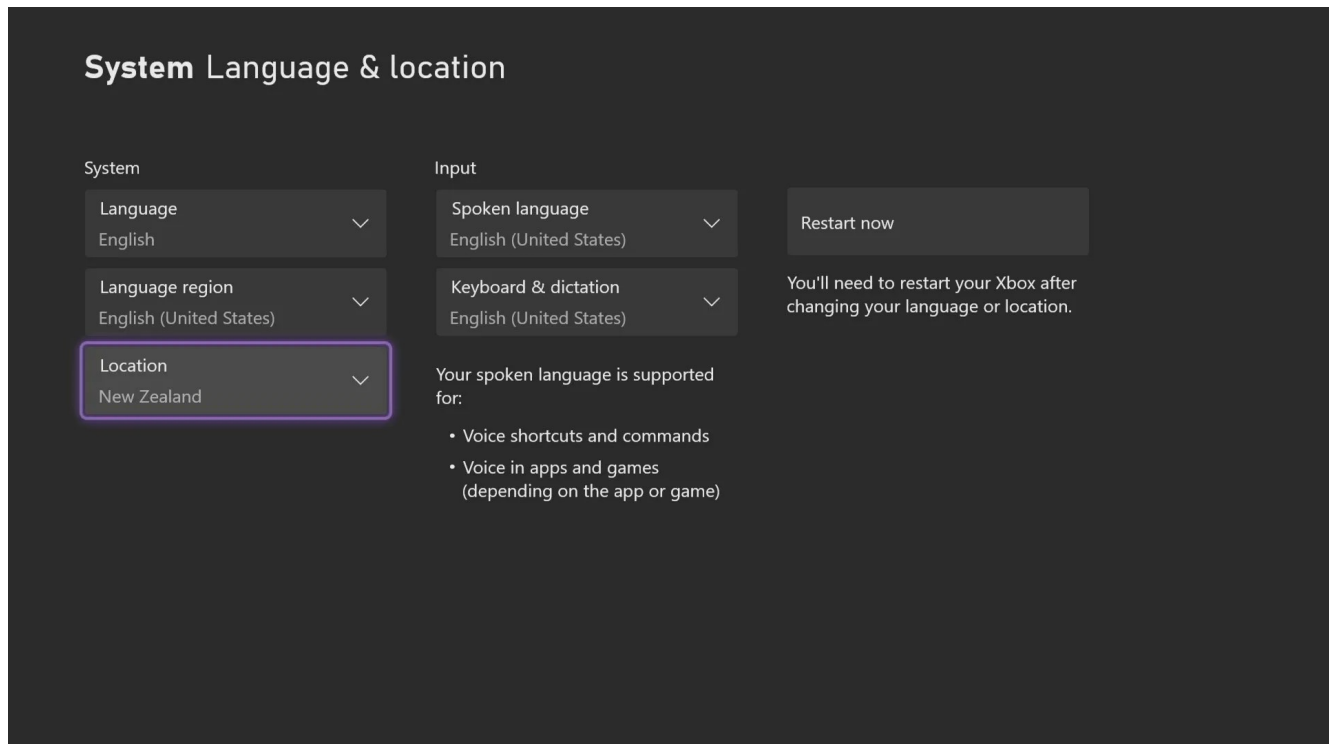 System Language & location
System
Language
English
Language region
English (United States)
Location
New Zealand
Input
Spoken language
English (United States)
Keyboard & dictation
English (United States)
Your spoken language is supported
for:
• Voice shortcuts and commands
• Voice in apps and games
(depending on the app or game)
Restart now
You'll need to restart your Xbox after
changing your language or location.